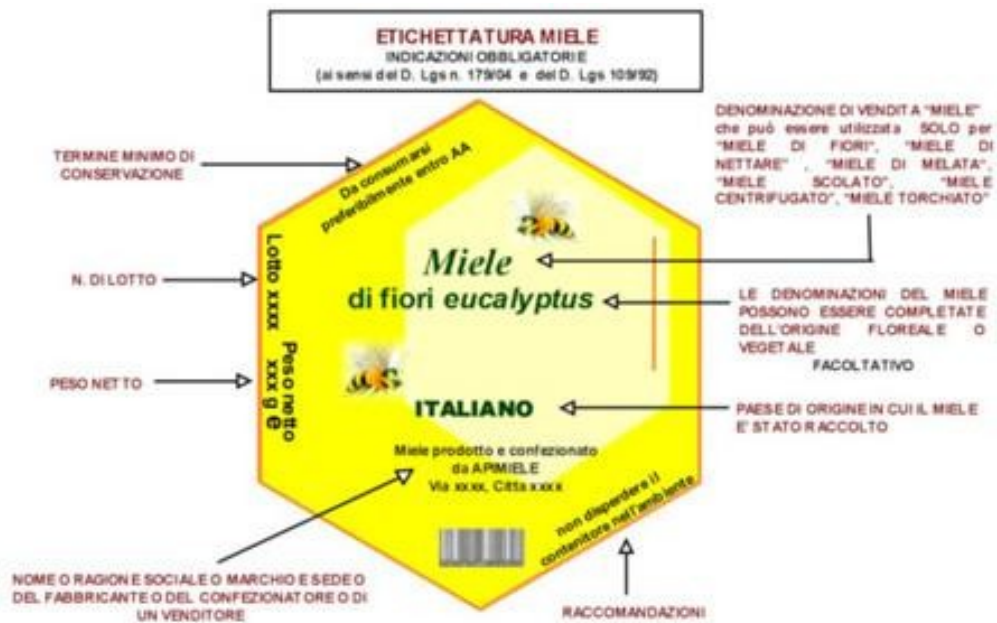 ETICHETTATURA MIELE
INDICAZIONI OBBLIGATORIE
(ai sensi del D. Lgs n. 179/04 e del D. Lgs 109/92)
DENOMINAZIONE DI VENDITA "MIELE"
che può essere utilizzata SOLO per
"MIELE DI FIORI", "MIELE DI
NETTARE" , "MIELE DI MELATA",
"MIELE SCOLATO", "MIELE
CENTRIFUGATO", "MIELE TORCHIATO"
TERMINE MINIMO DI
CONSERVAZIONE
Da consumarsi
preferibilmente entro AA
N. DI LOTTO
Lotto xxxx
Miele
di fiori eucalyptus
LE DENOMINAZIONI DEL MIELE
POSSONO ESSERE COMPLETATE
DELL'ORIGINE FLOREALE O
VEGETALE
FACOLTATIVO
PESO NETTO
Peso netto
xxx g e
ITALIANO
PAESE DI ORIGINE IN CUI IL MIELE
E' STATO RACCOLTO
Miele prodotto e confezionato
da APIMIELE
Via xxxx, Citta xxxx
non disperdere il
contenitore nell'ambiente
NOME O RAGIONE SOCIALE O MARCHIO E SEDE O
DEL FABBRICANTE O DEL CONFEZIONATORE O DI
UN VENDITORE
RACCOMANDAZIONI